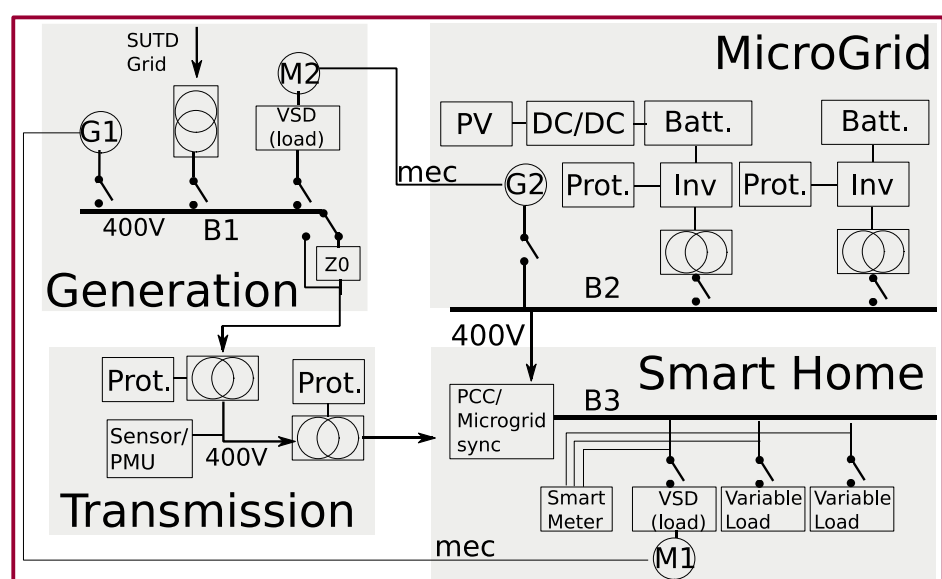 SUTD
Grid
M2
VSD
(load)
G1
400V
B1
Z0
Generation
mec
MicroGrid
PV
DC/DC
Batt.
Batt.
G2
Prot.
Inv
Prot.
Inv
B2
400V
Prot.
Prot.
Sensor/
PMU
400V
Transmission
Smart Home
PCC/
Microgrid
sync
B3
Smart
Meter
VSD
(load)
Variable
Load
Variable
Load
mec
M1